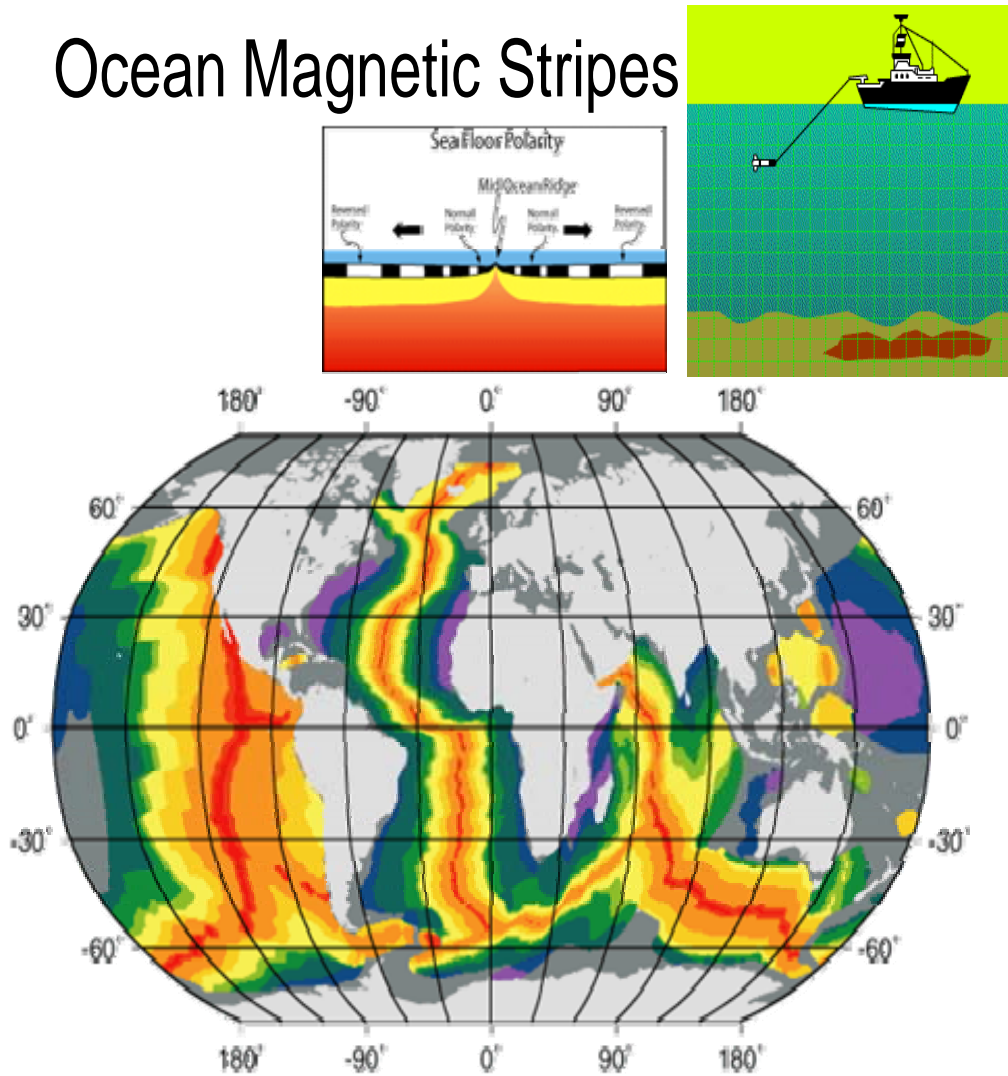 Ocean Magnetic Stripes
Sea Floor Polarity
Mid Ocean Ridge
Reversed Polarity
Normal Polarity
Normal Polarity
Reversed Polarity
180° -90° 0° 90° 180°
60° 60°
30° 30°
0° 0°
-30° -30°
-60° -60°
180° -90° 0° 90° 180°